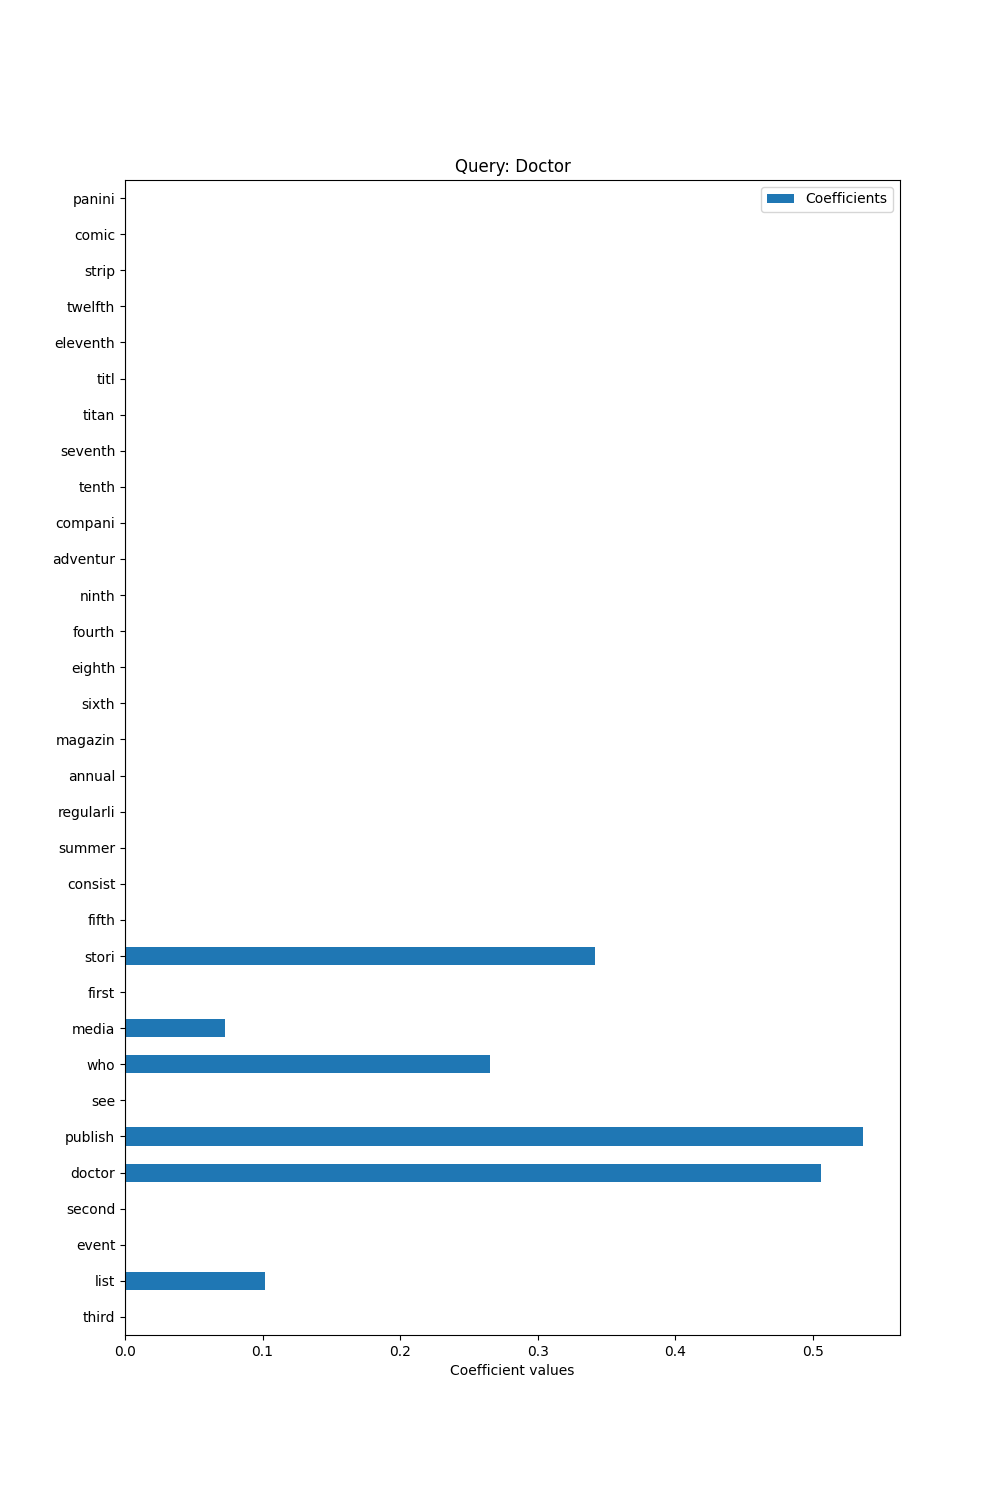 Query: Doctor
Coefficients
panini
comic
strip
twelfth
eleventh
titl
titan
seventh
tenth
compani
adventur
ninth
fourth
eighth
sixth
magazin
annual
regularli
summer
consist
fifth
stori
first
media
who
see
publish
doctor
second
event
list
third
0.0 0.1 0.2 0.3 0.4 0.5
Coefficient values